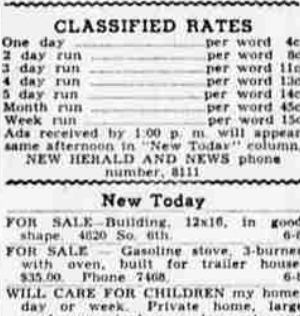 CLASSIFIED RATES
One day per word 4c
2 day run per word 8c
3 day run per word 11c
4 day run per word 13c
5 day run per word 14c
Month run per word 45c
Week run per word 15c
Ads received by 1:00 p. m. will appear
same afternoon in "New Today" column.
NEW HERALD AND NEWS phone
number, 8111
New Today
FOR SALE—Building, 12x16, in good
shape. 4620 So. 6th. 6-6
FOR SALE — Gasoline stove, 3-burner
with oven, built for trailer house
$35.00. Phone 7468. 6-8
WILL CARE FOR CHILDREN my home
day or week. Private home, large